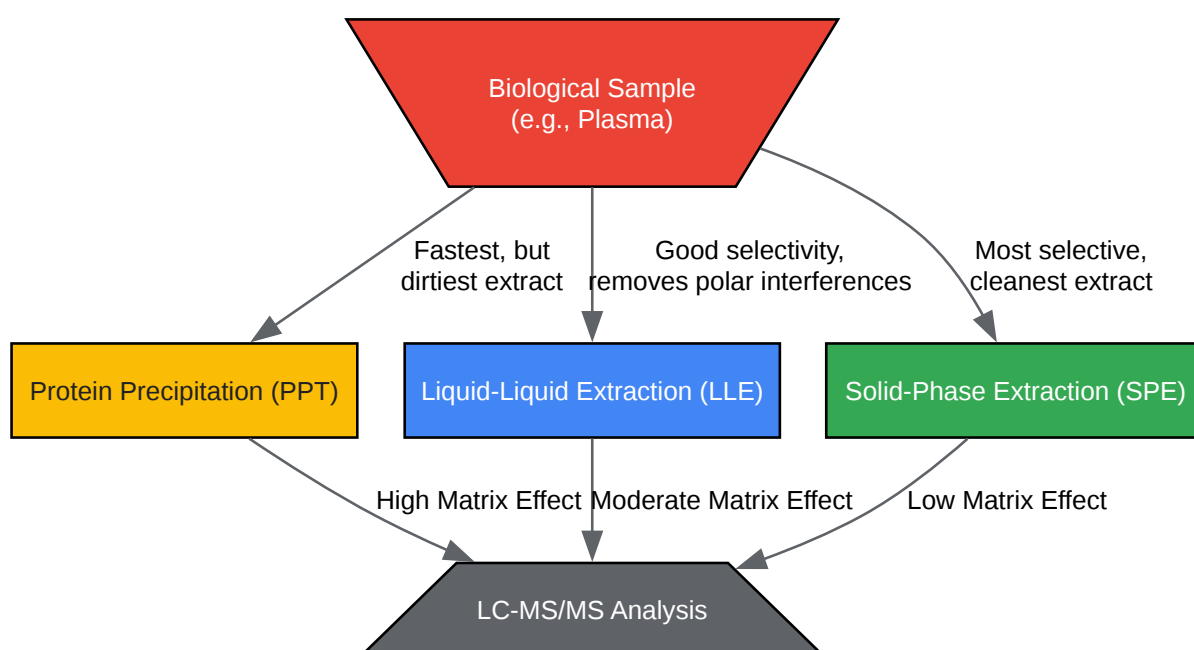 Biological Sample
(e.g., Plasma)
Fastest, but
dirtiest extract
Good selectivity,
removes polar interferences
Most selective,
cleanest extract
Protein Precipitation (PPT)
Liquid-Liquid Extraction (LLE)
Solid-Phase Extraction (SPE)
High Matrix Effect
Moderate Matrix Effect
Low Matrix Effect
LC-MS/MS Analysis